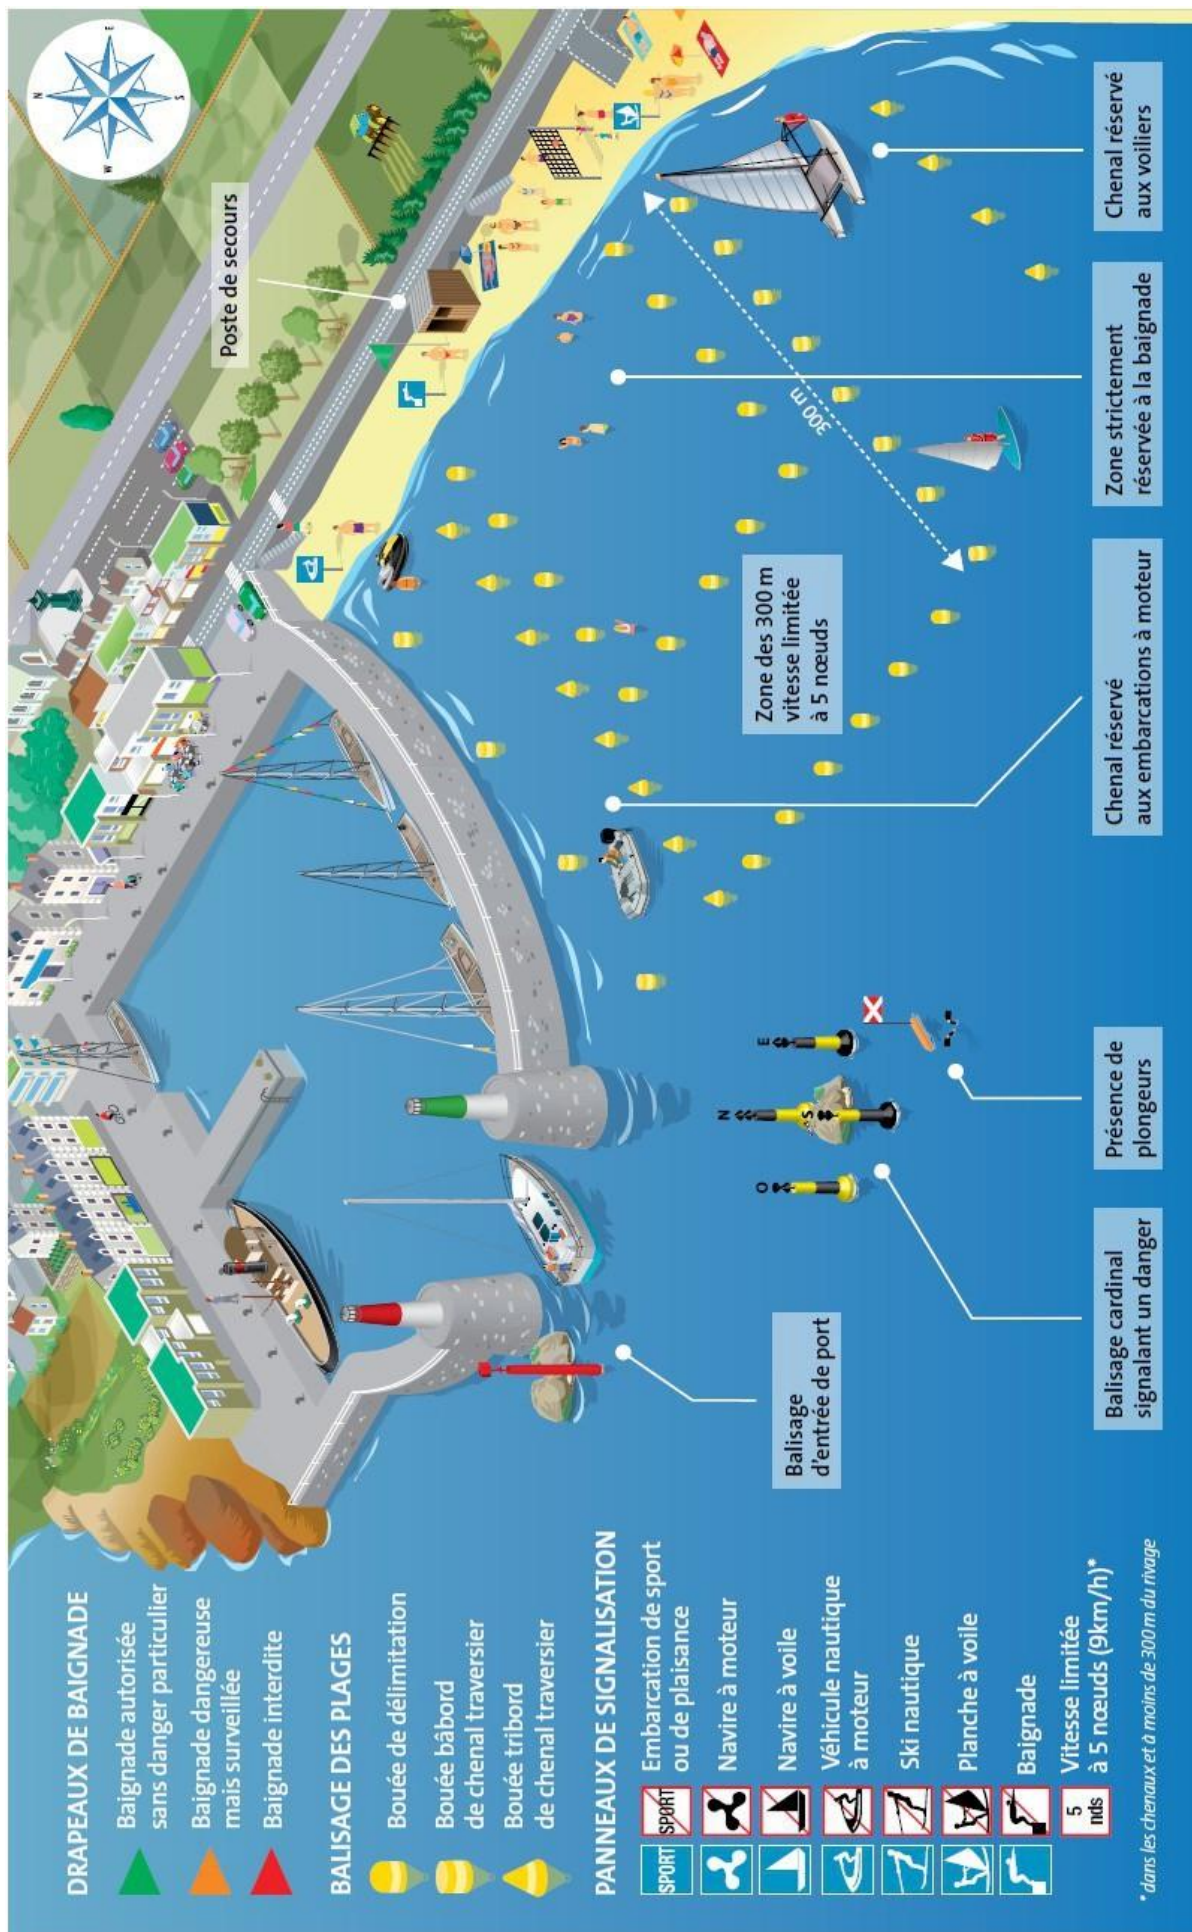 N
E
S
W
Poste de secours
300 m
Zone des 300 m
vitesse limitée
à 5 nœuds
E
N
S
O
Balisage
d'entrée de port
Balisage cardinal
signalant un danger
Présence de
plongeurs
Chenal réservé
aux embarcations à moteur
Zone strictement
réservée à la baignade
Chenal réservé
aux voiliers
DRAPEAUX DE BAIGNADE
Baignade autorisée
sans danger particulier
Baignade dangereuse
mais surveillée
Baignade interdite
BALISAGE DES PLAGES
Bouée de délimitation
Bouée bâbord
de chenal traversier
Bouée tribord
de chenal traversier
PANNEAUX DE SIGNALISATION
SPORT SPORT Embarcation de sport
ou de plaisance
Navire à moteur
Navire à voile
Véhicule nautique
à moteur
Ski nautique
Planche à voile
Baignade
5
nds
Vitesse limitée
à 5 nœuds (9km/h)*
* dans les chenaux et à moins de 300 m du rivage